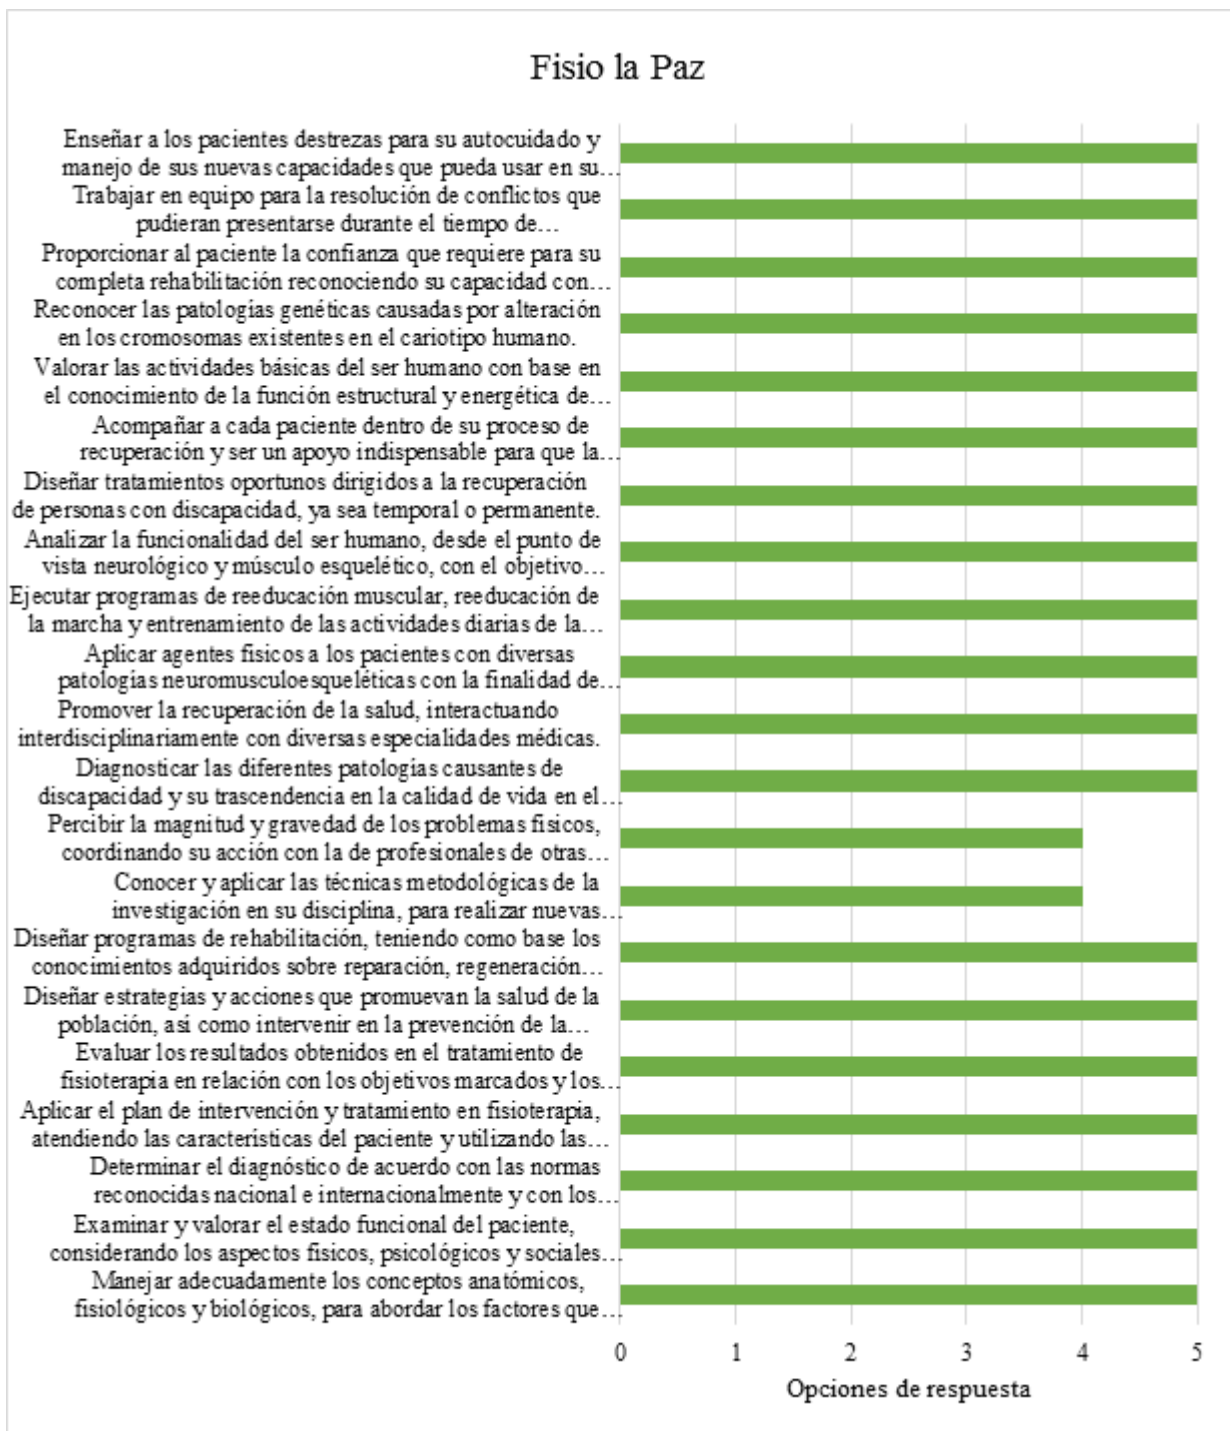 Fisio la Paz
Enseñar a los pacientes destrezas para su autocuidado y
manejo de sus nuevas capacidades que pueda usar en su…
Trabajar en equipo para la resolución de conflictos que
pudieran presentarse durante el tiempo de…
Proporcionar al paciente la confianza que requiere para su
completa rehabilitación reconociendo su capacidad con…
Reconocer las patologías genéticas causadas por alteración
en los cromosomas existentes en el cariotipo humano.
Valorar las actividades básicas del ser humano con base en
el conocimiento de la función estructural y energética de…
Acompañar a cada paciente dentro de su proceso de
recuperación y ser un apoyo indispensable para que la…
Diseñar tratamientos oportunos dirigidos a la recuperación
de personas con discapacidad, ya sea temporal o permanente.
Analizar la funcionalidad del ser humano, desde el punto de
vista neurológico y músculo esquelético, con el objetivo…
Ejecutar programas de reeducación muscular, reeducación de
la marcha y entrenamiento de las actividades diarias de la…
Aplicar agentes físicos a los pacientes con diversas
patologías neuromusculoesqueléticas con la finalidad de…
Promover la recuperación de la salud, interactuando
interdisciplinariamente con diversas especialidades médicas.
Diagnosticar las diferentes patologías causantes de
discapacidad y su trascendencia en la calidad de vida en el…
Percibir la magnitud y gravedad de los problemas físicos,
coordinando su acción con la de profesionales de otras…
Conocer y aplicar las técnicas metodológicas de la
investigación en su disciplina, para realizar nuevas…
Diseñar programas de rehabilitación, teniendo como base los
conocimientos adquiridos sobre reparación, regeneración…
Diseñar estrategias y acciones que promuevan la salud de la
población, así como intervenir en la prevención de la…
Evaluar los resultados obtenidos en el tratamiento de
fisioterapia en relación con los objetivos marcados y los…
Aplicar el plan de intervención y tratamiento en fisioterapia,
atendiendo las características del paciente y utilizando las…
Determinar el diagnóstico de acuerdo con las normas
reconocidas nacional e internacionalmente y con los…
Examinar y valorar el estado funcional del paciente,
considerando los aspectos físicos, psicológicos y sociales…
Manejar adecuadamente los conceptos anatómicos,
fisiológicos y biológicos, para abordar los factores que…
0 1 2 3 4 5
Opciones de respuesta